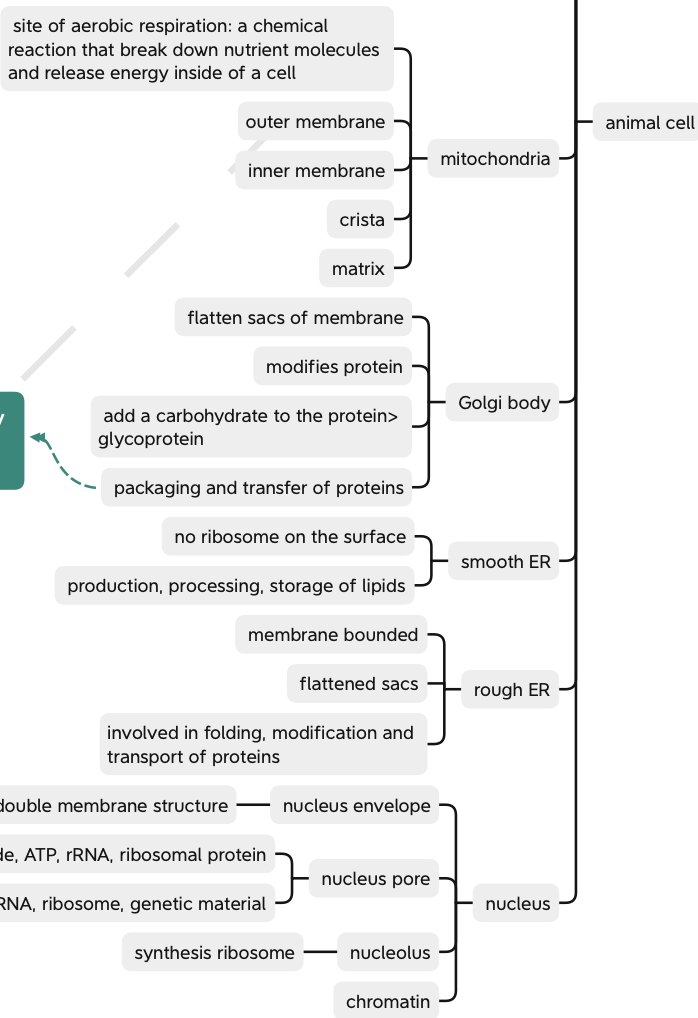 site of aerobic respiration: a chemical
reaction that break down nutrient molecules
and release energy inside of a cell
outer membrane
animal cell
mitochondria
inner membrane
crista
matrix
flatten sacs of membrane
modifies protein
Golgi body
add a carbohydrate to the protein>
glycoprotein
packaging and transfer of proteins
no ribosome on the surface
smooth ER
production, processing, storage of lipids
membrane bounded
flattened sacs
rough ER
involved in folding, modification and
transport of proteins
double membrane structure
nucleus envelope
ATP, rRNA, ribosomal protein
nucleus pore
ribosome, genetic material
nucleus
synthesis ribosome
nucleolus
chromatin